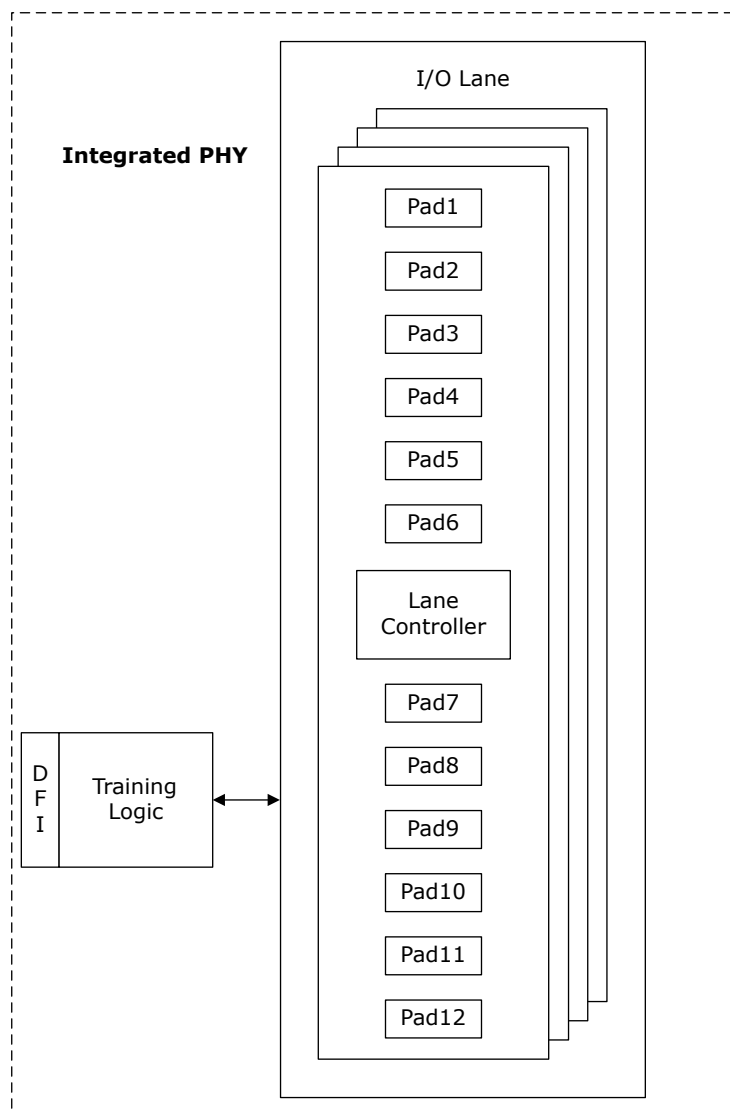 I/O Lane
Integrated PHY
Pad1
Pad2
Pad3
Pad4
Pad5
Pad6
Lane
Controller
Pad7
Pad8
Pad9
Pad10
Pad11
Pad12
D
F
I
Training
Logic